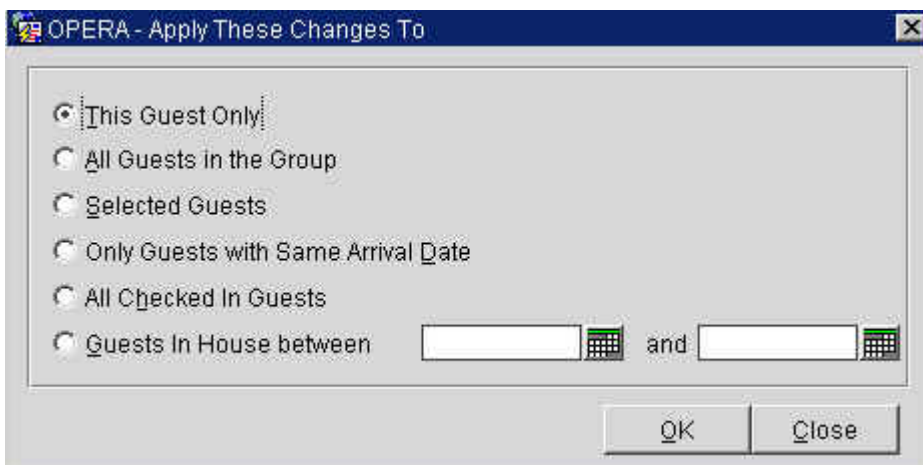 OPERA - Apply These Changes To
This Guest Only
All Guests in the Group
Selected Guests
Only Guests with Same Arrival Date
All Checked In Guests
Guests In House between and
OK Close